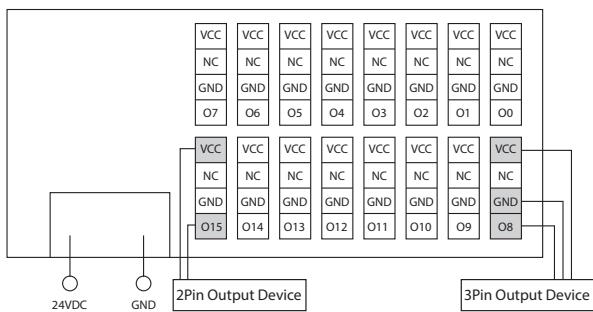 VCC VCC VCC VCC VCC VCC VCC VCC
NC NC NC NC NC NC NC NC
GND GND GND GND GND GND GND GND
O7 O6 O5 O4 O3 O2 O1 O0
VCC VCC VCC VCC VCC VCC VCC VCC
NC NC NC NC NC NC NC NC
GND GND GND GND GND GND GND GND
O15 O14 O13 O12 O11 O10 O9 O8
24VDC GND 2Pin Output Device 3Pin Output Device